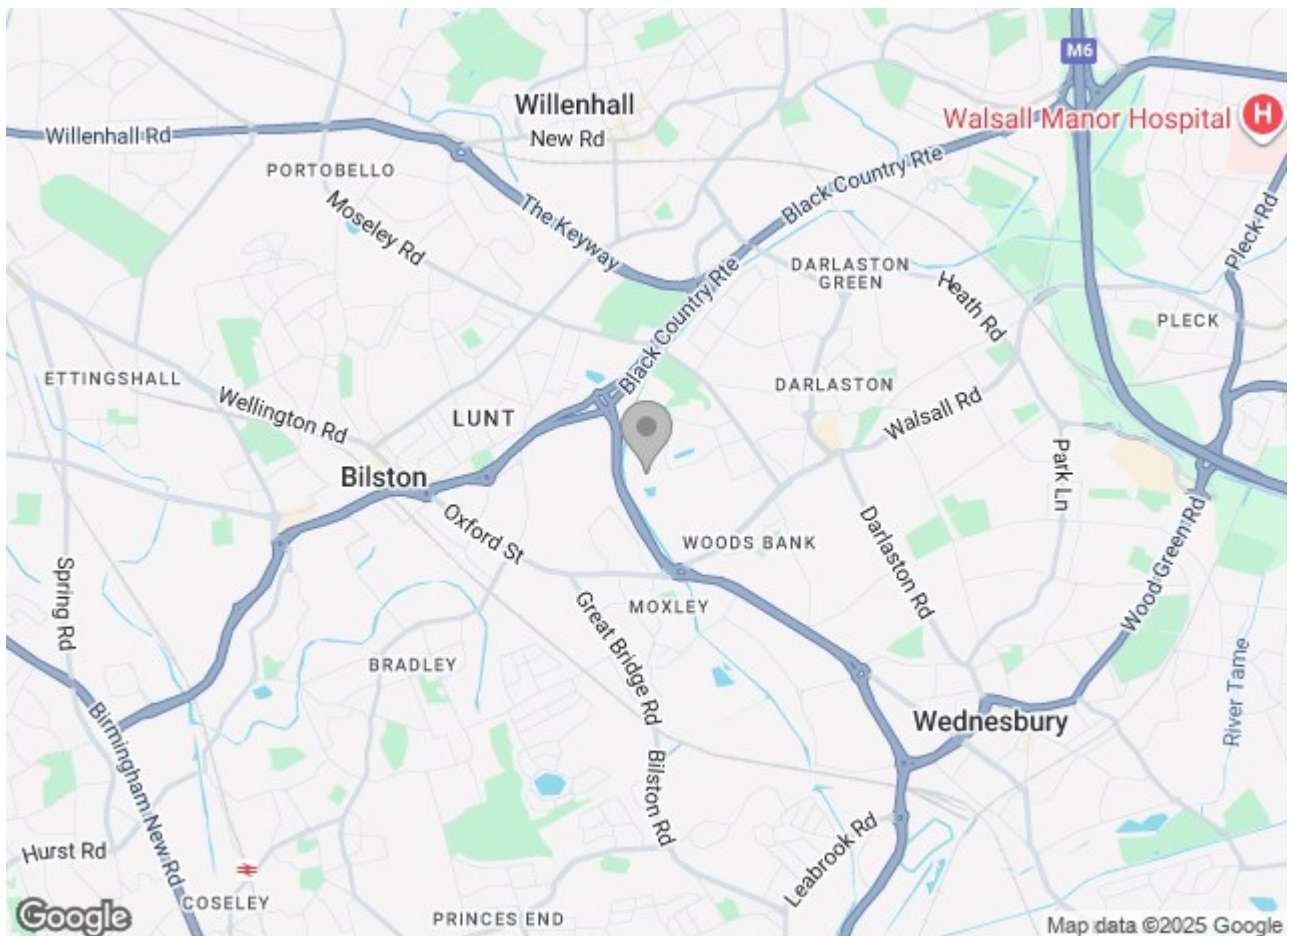 M6
Willenhall
New Rd
Walsall Manor Hospital
H
Willenhall Rd
PORTOBELLO
Black Country Rte
Moseley Rd
The Keyway
Pleck Rd
DARLASTON
GREEN
Black Country Rte
Heath Rd
PLECK
ETTINGSHALL
DARLASTON
Wellington Rd
LUNT
Walsall Rd
Bilston
Park Ln
Oxford St
Darlaston Rd
WOODS BANK
Wood Green Rd
Spring Rd
MOXLEY
Great Bridge Rd
BRADLEY
River Tame
Wednesbury
Birmingham New Rd
Bilston Rd
Leabrook Rd
Hurst Rd
COSELEY
PRINCES END
Google
Map data ©2025 Google